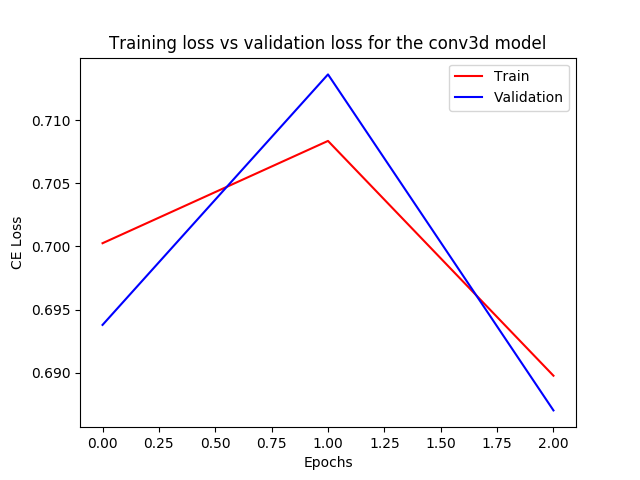 Training loss vs validation loss for the conv3d model
Train
Validation
0.710
0.705
0.700
0.695
0.690
CE Loss
0.00 0.25 0.50 0.75 1.00 1.25 1.50 1.75 2.00
Epochs